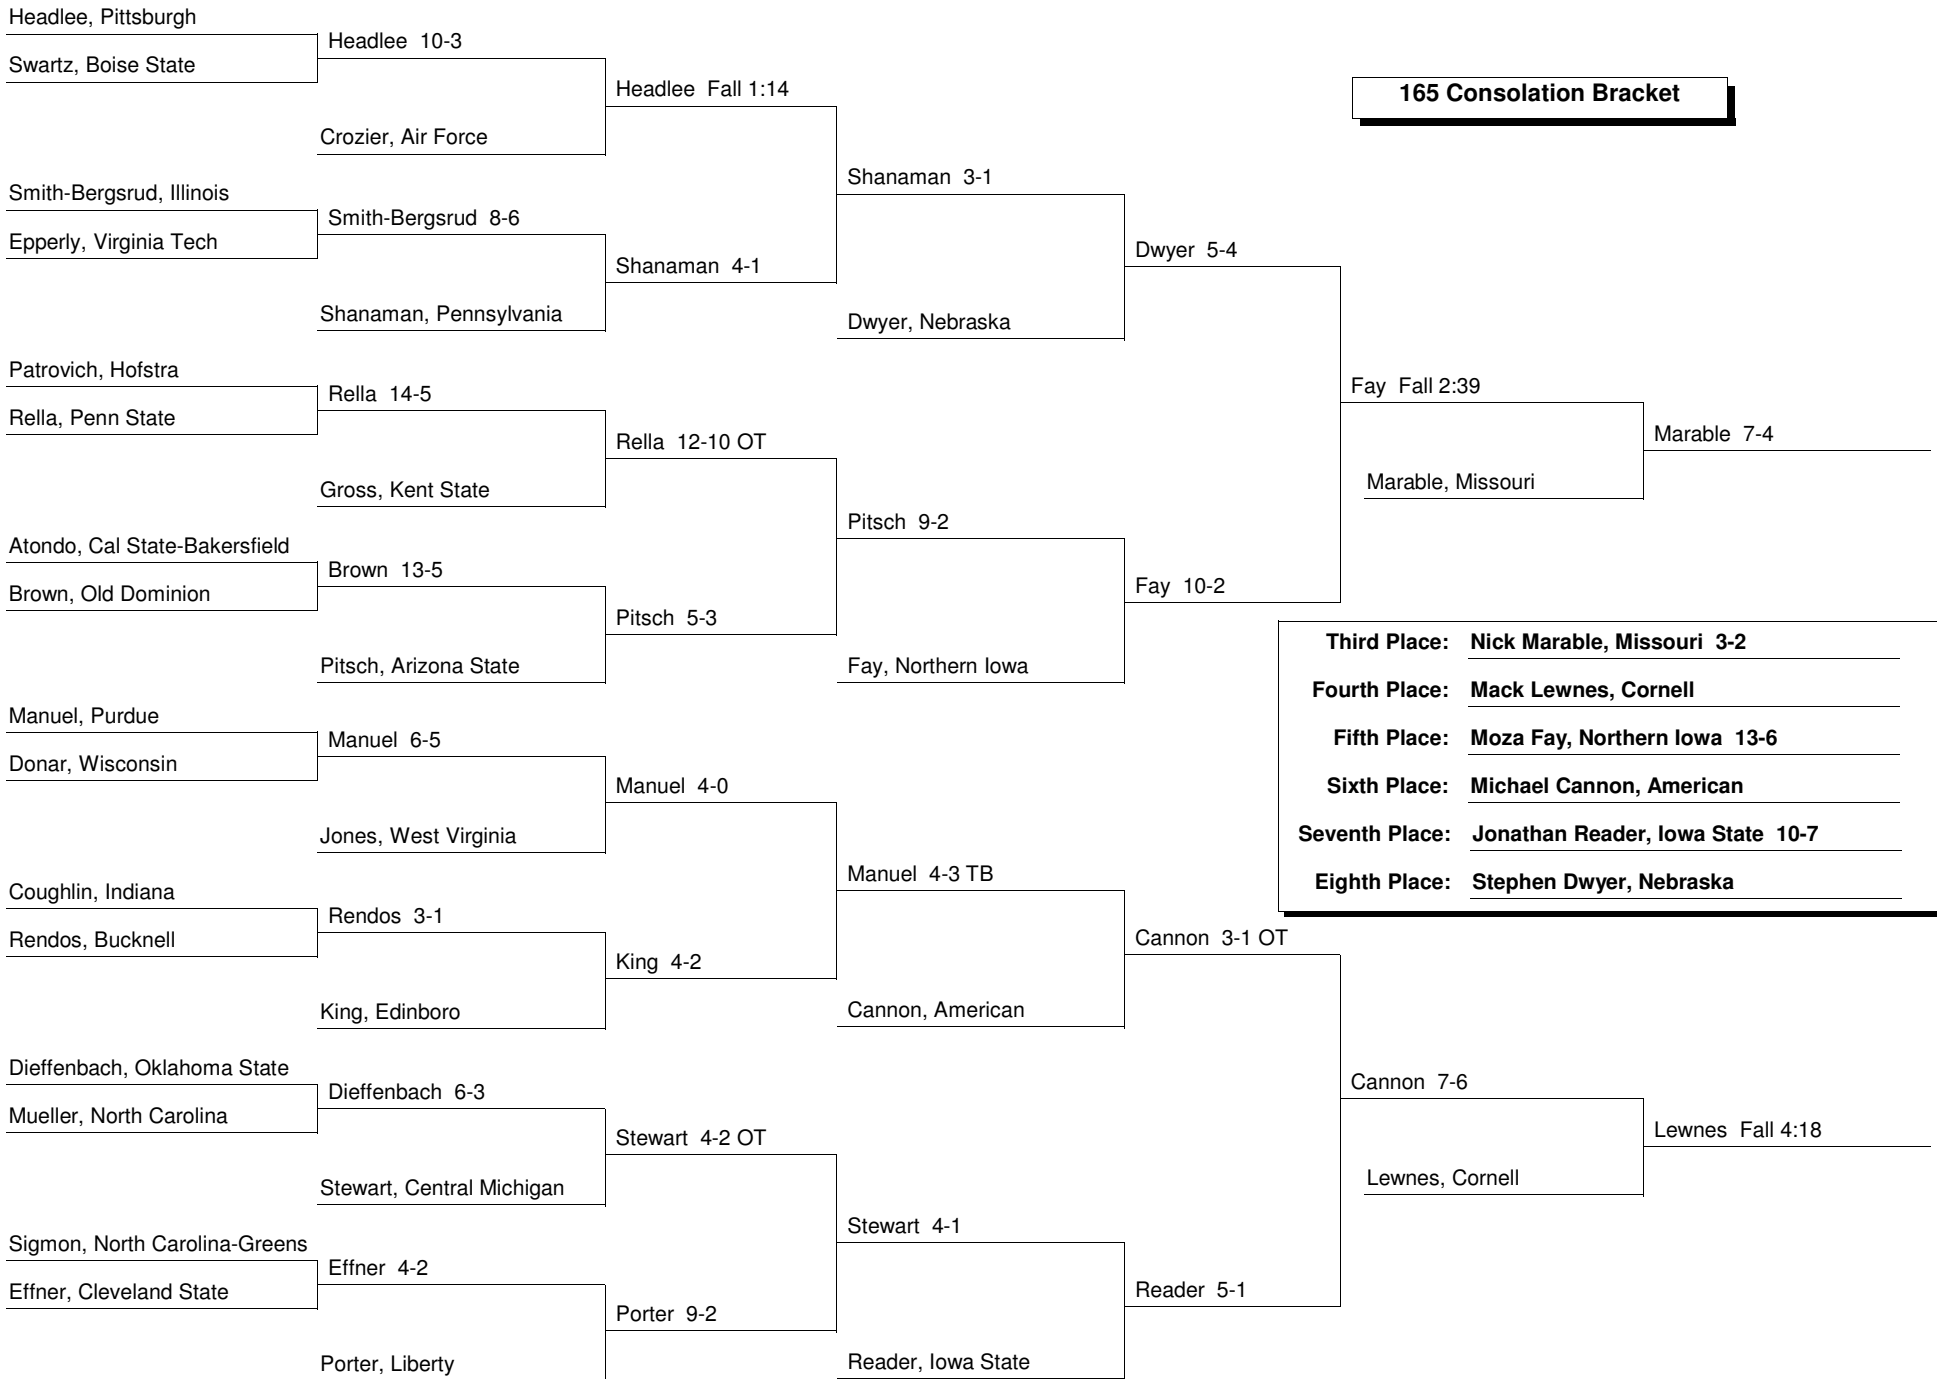 165 Consolation Bracket
Headlee, Pittsburgh
Swartz, Boise State
Smith-Bergsrud, Illinois
Epperly, Virginia Tech
Patrovich, Hofstra
Rella, Penn State
Atondo, Cal State-Bakersfield
Brown, Old Dominion
Manuel, Purdue
Donar, Wisconsin
Coughlin, Indiana
Rendos, Bucknell
Dieffenbach, Oklahoma State
Mueller, North Carolina
Sigmon, North Carolina-Greens
Effner, Cleveland State
Headlee 10-3
Crozier, Air Force
Smith-Bergsrud 8-6
Shanaman, Pennsylvania
Rella 14-5
Gross, Kent State
Brown 13-5
Pitsch, Arizona State
Manuel 6-5
Jones, West Virginia
Rendos 3-1
King, Edinboro
Dieffenbach 6-3
Stewart, Central Michigan
Effner 4-2
Porter, Liberty
Headlee Fall 1:14
Shanaman 4-1
Rella 12-10 OT
Pitsch 5-3
Manuel 4-0
King 4-2
Stewart 4-2 OT
Porter 9-2
Shanaman 3-1
Dwyer, Nebraska
Pitsch 9-2
Fay, Northern Iowa
Manuel 4-3 TB
Cannon, American
Stewart 4-1
Reader, Iowa State
Dwyer 5-4
Fay 10-2
Cannon 3-1 OT
Reader 5-1
Fay Fall 2:39
Marable, Missouri
Cannon 7-6
Lewnes, Cornell
Marable 7-4
Lewnes Fall 4:18
Third Place: Nick Marable, Missouri 3-2
Fourth Place: Mack Lewnes, Cornell
Fifth Place: Moza Fay, Northern Iowa 13-6
Sixth Place: Michael Cannon, American
Seventh Place: Jonathan Reader, Iowa State 10-7
Eighth Place: Stephen Dwyer, Nebraska